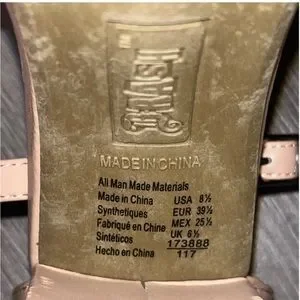 BRASH
MADE IN CHINA
All Man Made Materials
Made in China USA 8½
Synthetiques EUR 39½
Fabriqué en Chine MEX 25½
Sintéticos UK 6½
Hecho en China 173888
117